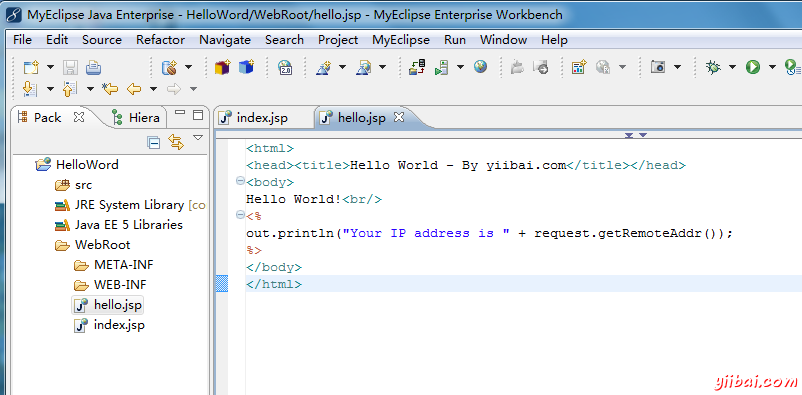 MyEclipse Java Enterprise - HelloWord/WebRoot/hello.jsp - MyEclipse Enterprise Workbench
File Edit Source Refactor Navigate Search Project MyEclipse Run Window Help
2.0
Pack Hiera
index.jsp hello.jsp
HelloWord
src
JRE System Library [co
Java EE 5 Libraries
WebRoot
META-INF
WEB-INF
hello.jsp
index.jsp
<html>
<head><title>Hello World - By yiibai.com</title></head>
<body>
Hello World!<br/>
<%
out.println("Your IP address is " + request.getRemoteAddr());
%>
</body>
</html>
yiibai.com